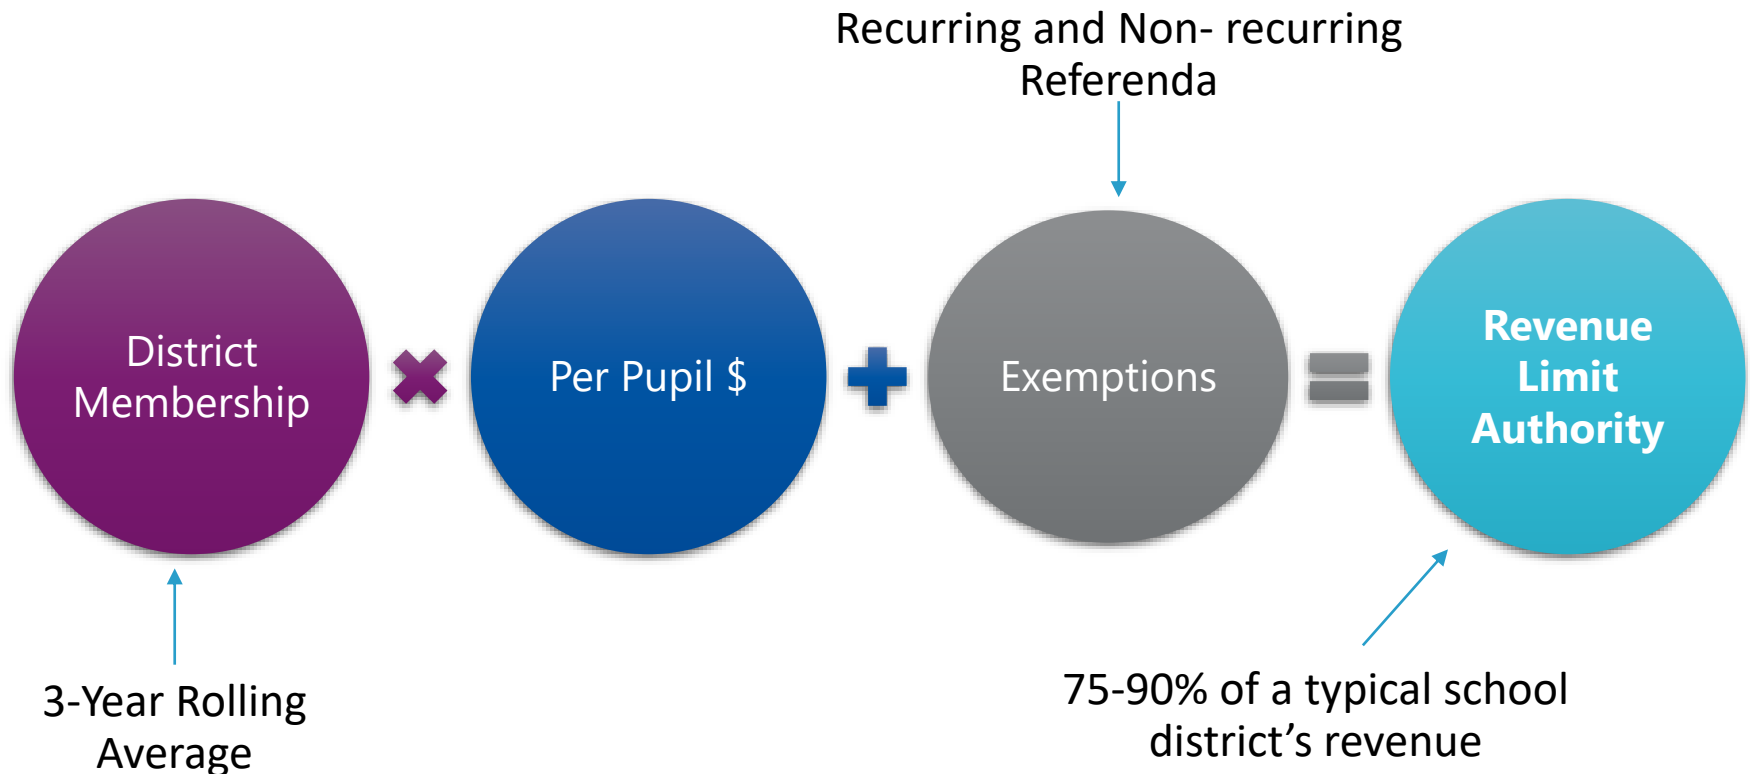 Recurring and Non- recurring
Referenda
District
Membership
Per Pupil $
Exemptions
Revenue
Limit
Authority
3-Year Rolling
Average
75-90% of a typical school
district’s revenue